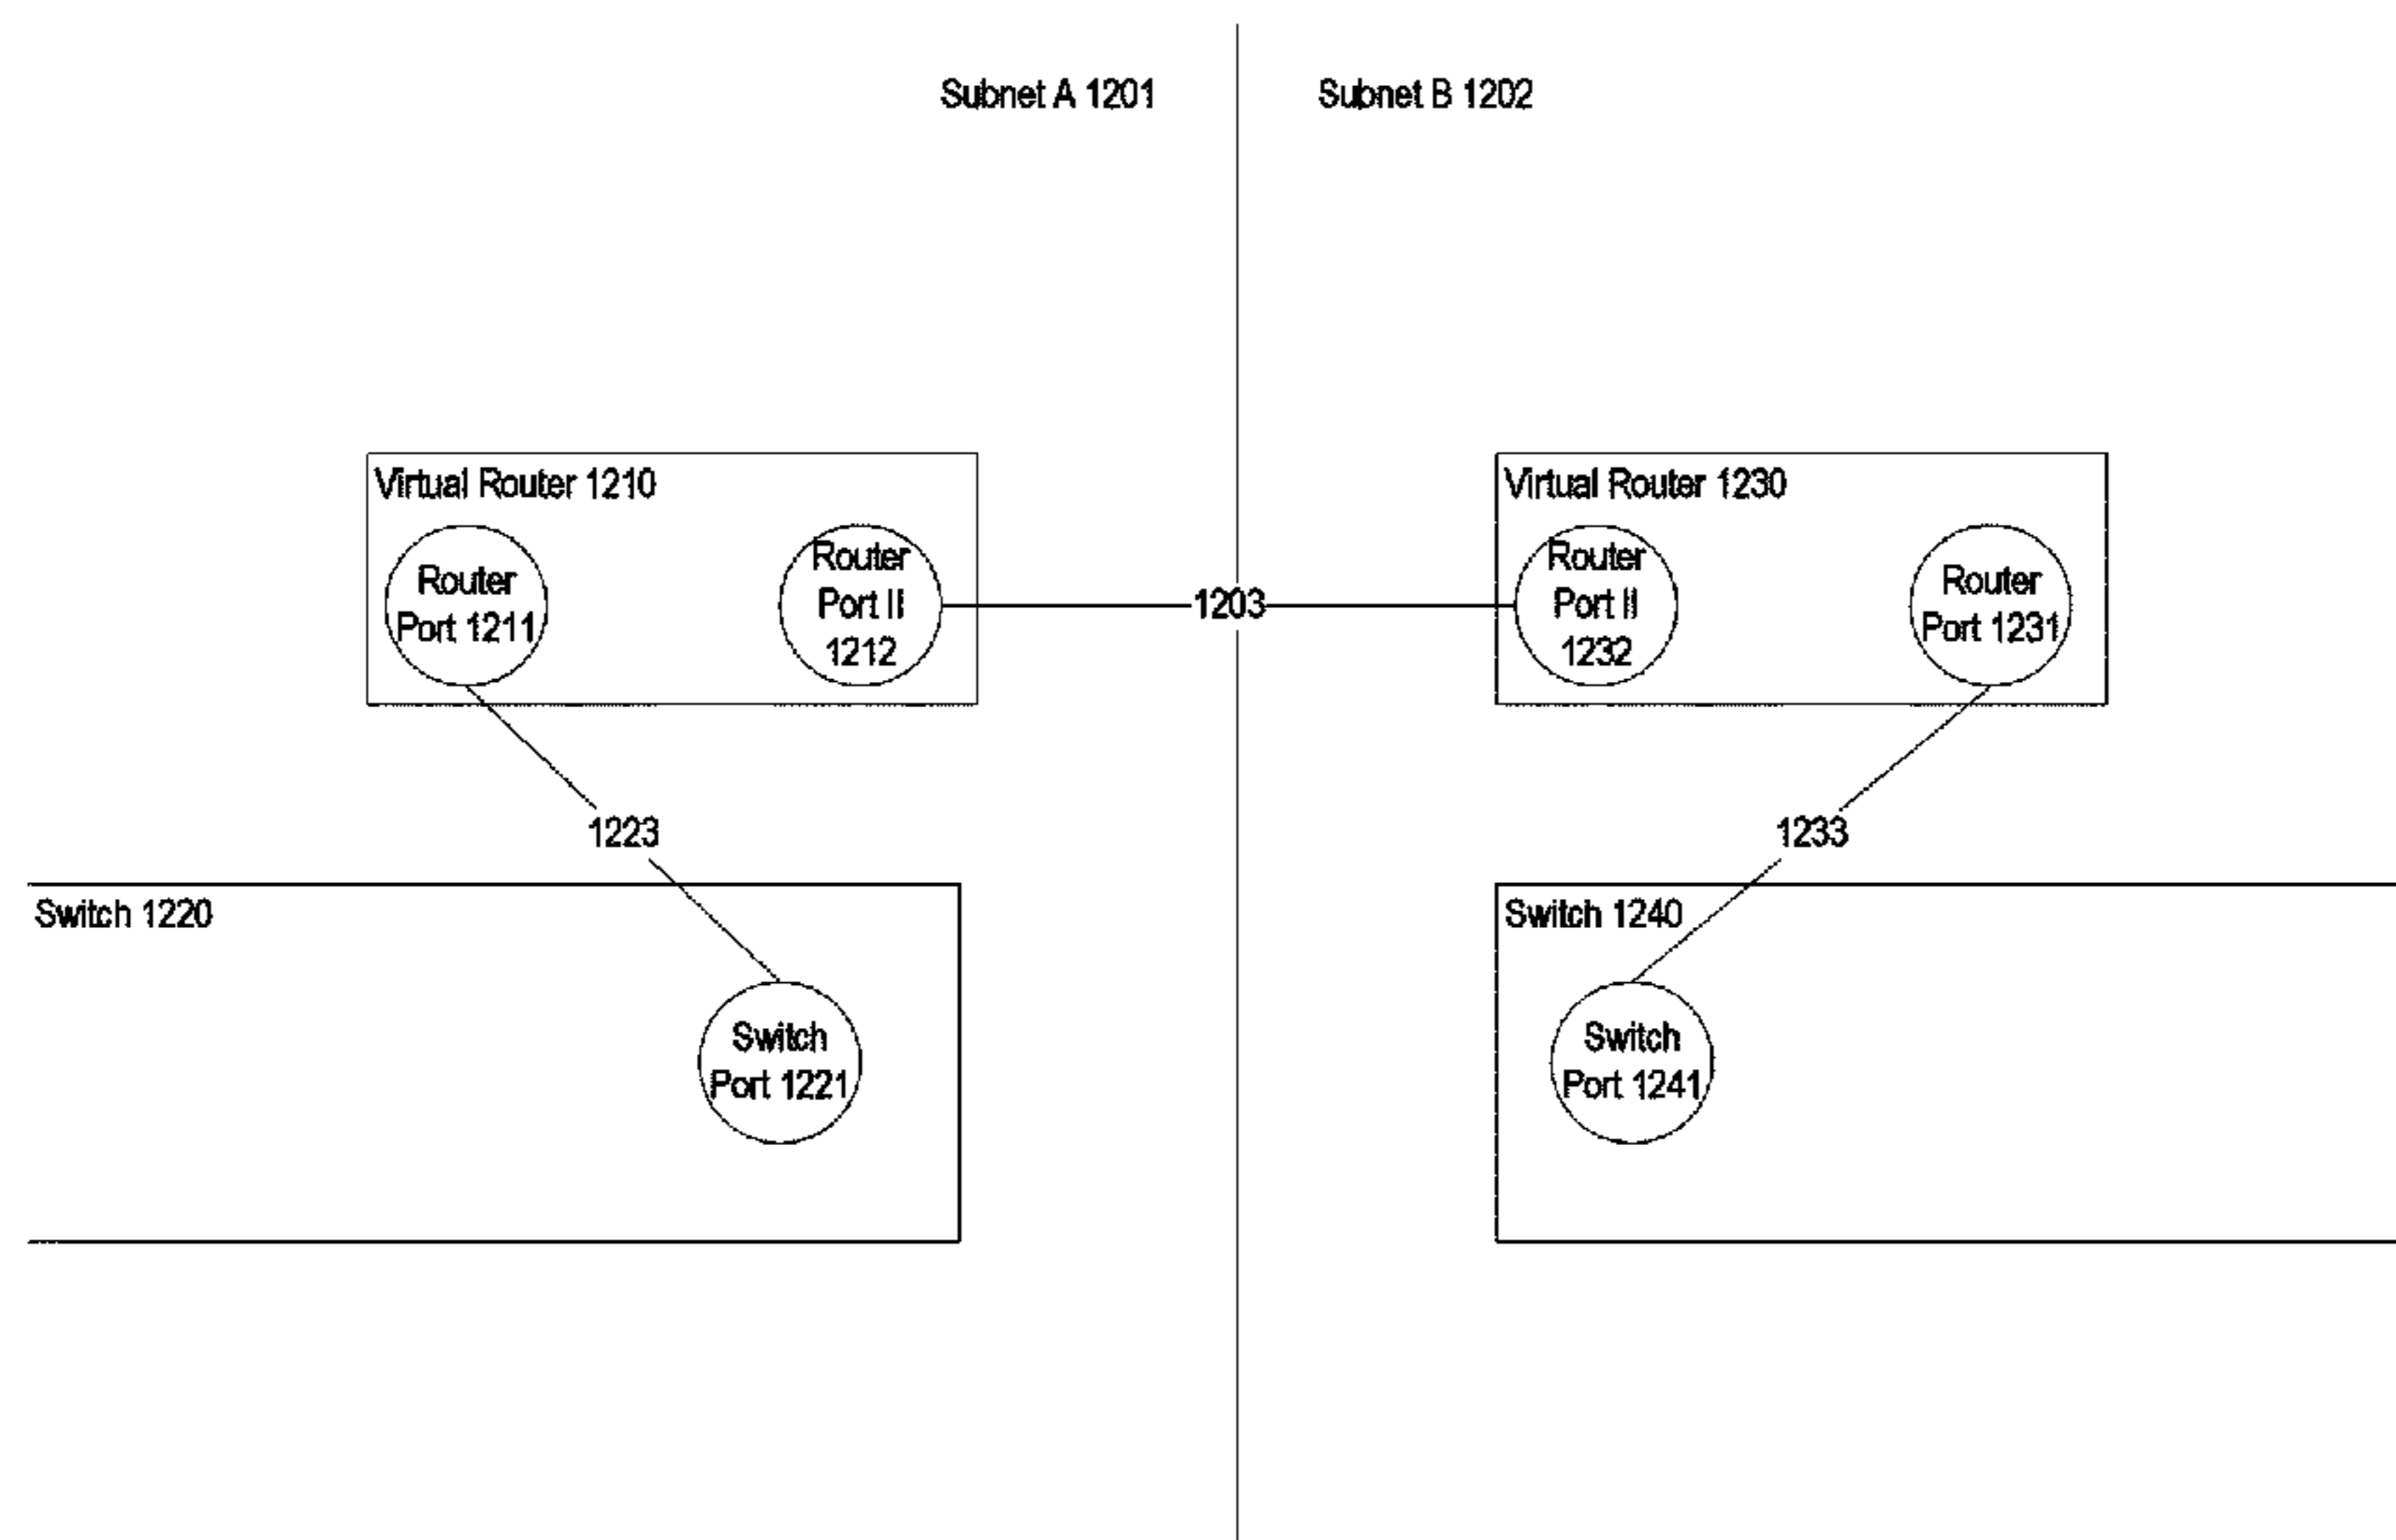 Subnet A 1201
Subnet B 1202
Virtual Router 1210
Router
Port 1211
Router
Port II
1212
1203
Virtual Router 1230
Router
Port II
1232
Router
Port 1231
1223
1233
Switch 1220
Switch
Port 1221
Switch 1240
Switch
Port 1241